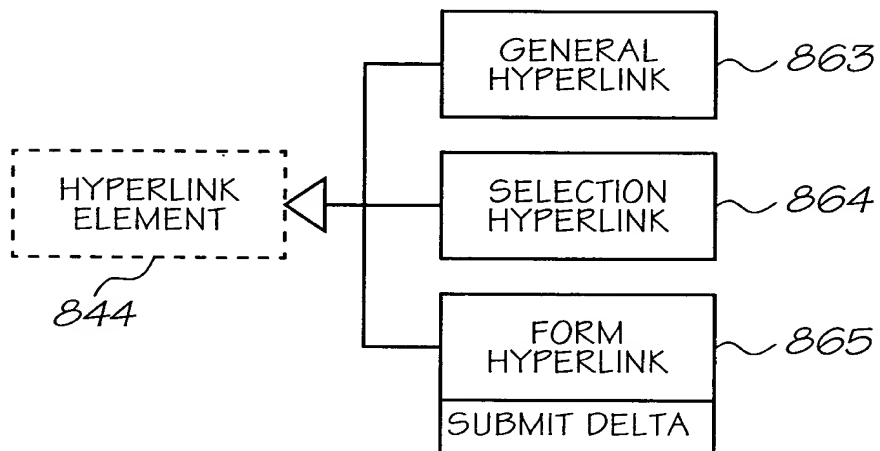 GENERAL
HYPERLINK
863
HYPERLINK
ELEMENT
844
SELECTION
HYPERLINK
864
FORM
HYPERLINK
865
SUBMIT DELTA